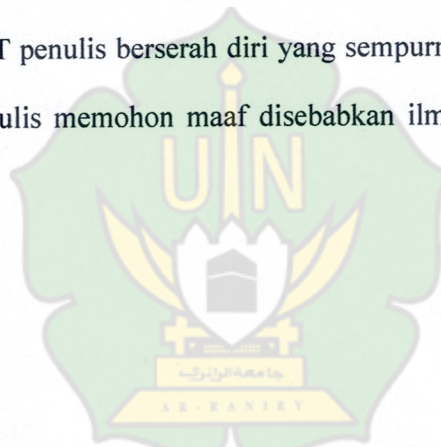 T penulis berserah diri yang sempurn
ulis memohon maaf disebabkan ilm
UIN
جامعة الرانري
AR-RANIRY